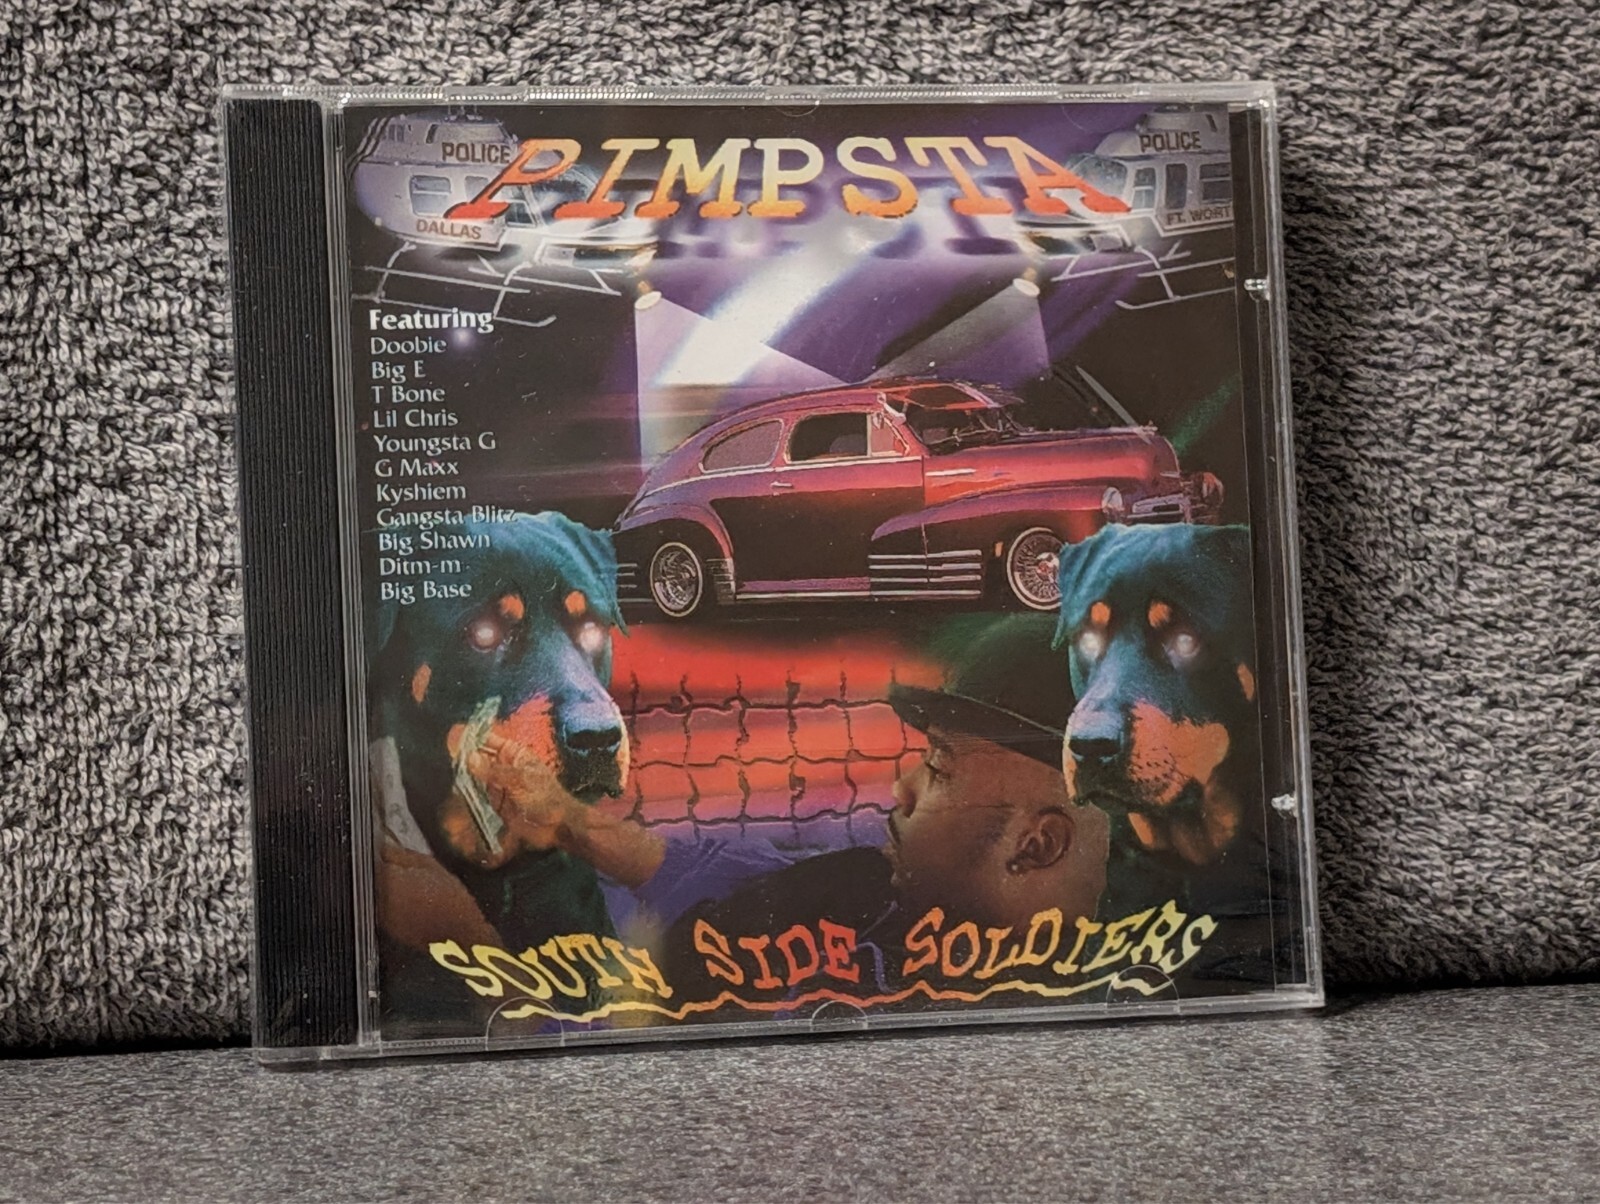 POLICE
PIMPSTA
POLICE
DALLAS
FT. WORT
Featuring
Doobie
Big E
T Bone
Lil Chris
Youngsta G
G Maxx
Kyshiem
Gangsta Blitz
Big Shawn
Ditm-m
Big Base
SOUTH SIDE SOLDIERS